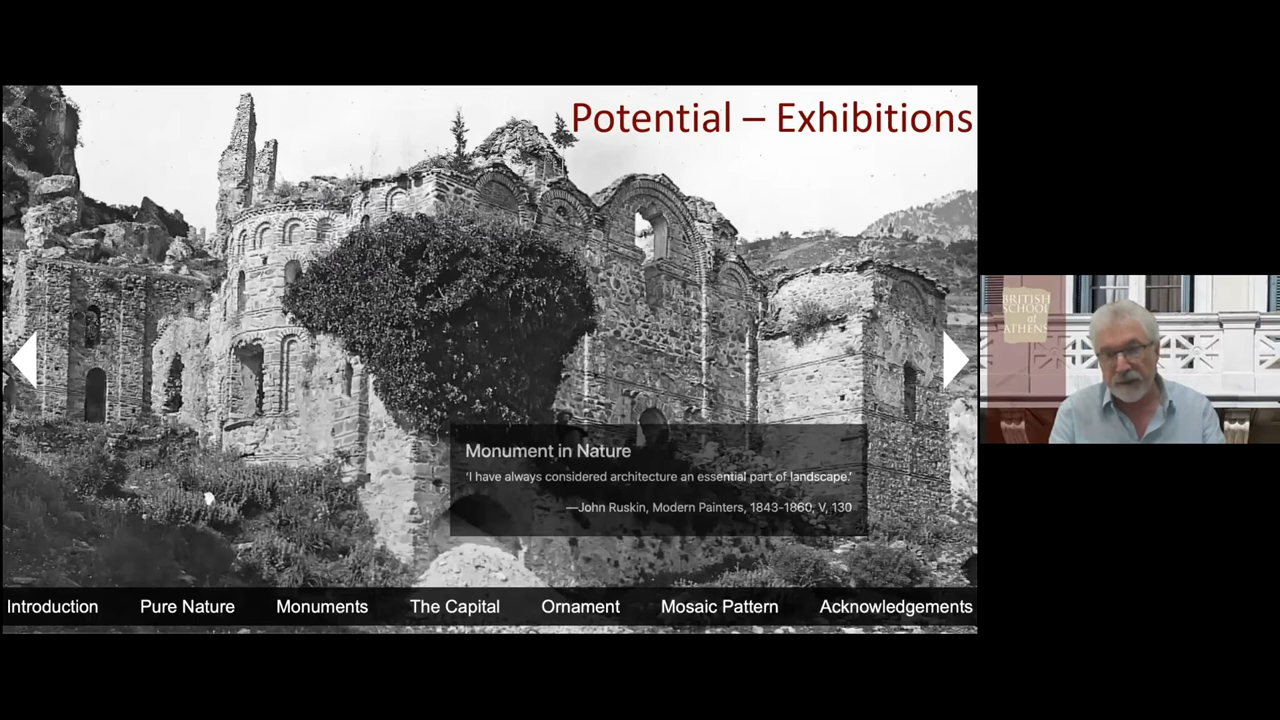 Potential – Exhibitions
BRITISH
SCHOOL
at
ATHENS
Monument in Nature
‘I have always considered architecture an essential part of landscape.’
—John Ruskin, Modern Painters, 1843-1860, V, 130
Introduction Pure Nature Monuments The Capital Ornament Mosaic Pattern Acknowledgements